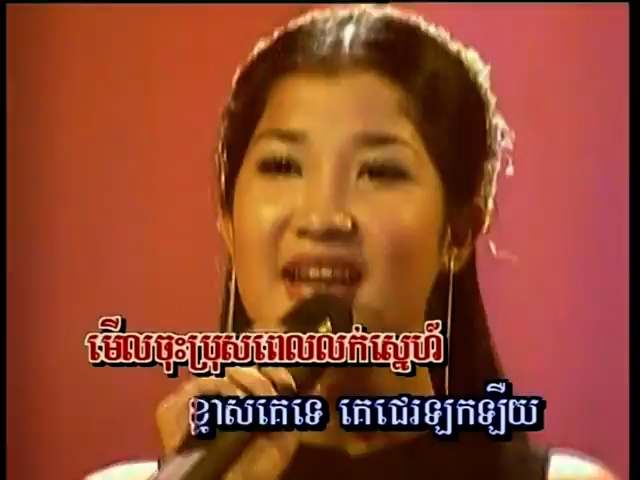 មើលចុះប្រុសពេលលក់ស្នេហ៍
ខ្មាសគេទេ គេជេរឡកឡឺយ